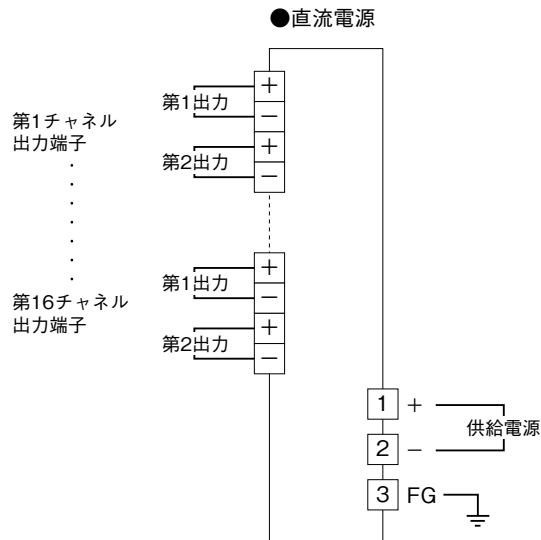 ●直流電源
第1チャネル
出力端子
第1出力
+
−
第2出力
+
−
第16チャネル
出力端子
第1出力
+
−
第2出力
+
−
1 +
2 −
供給電源
3 FG